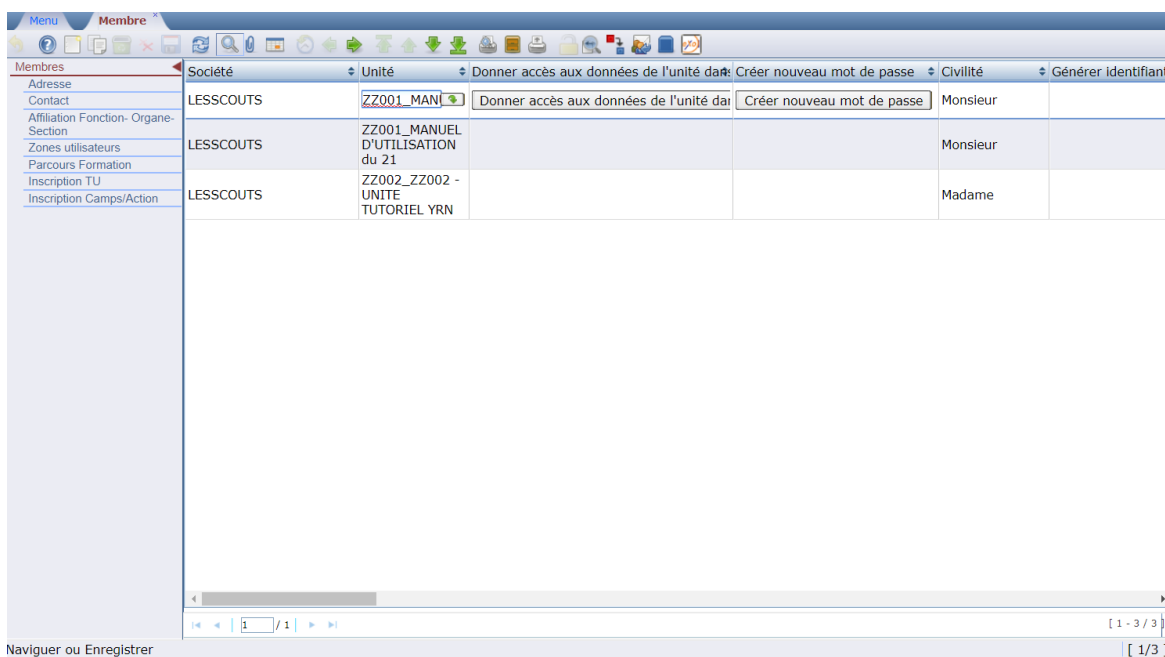 Menu Membre
Membres
Adresse
Contact
Affiliation Fonction- Organe-
Section
Zones utilisateurs
Parcours Formation
Inscription TU
Inscription Camps/Action
Société Unité Donner accès aux données de l'unité dan Créer nouveau mot de passe Civilité Générer identifiant
LESSCOUTS ZZ001_MANU Donner accès aux données de l'unité dan Créer nouveau mot de passe Monsieur
LESSCOUTS ZZ001_MANUEL Monsieur
D'UTILISATION
du 21
LESSCOUTS ZZ002_ZZ002 - Madame
UNITE
TUTORIEL YRN
1 / 1 [ 1 - 3 / 3 ]
Naviguer ou Enregistrer [ 1/3 ]